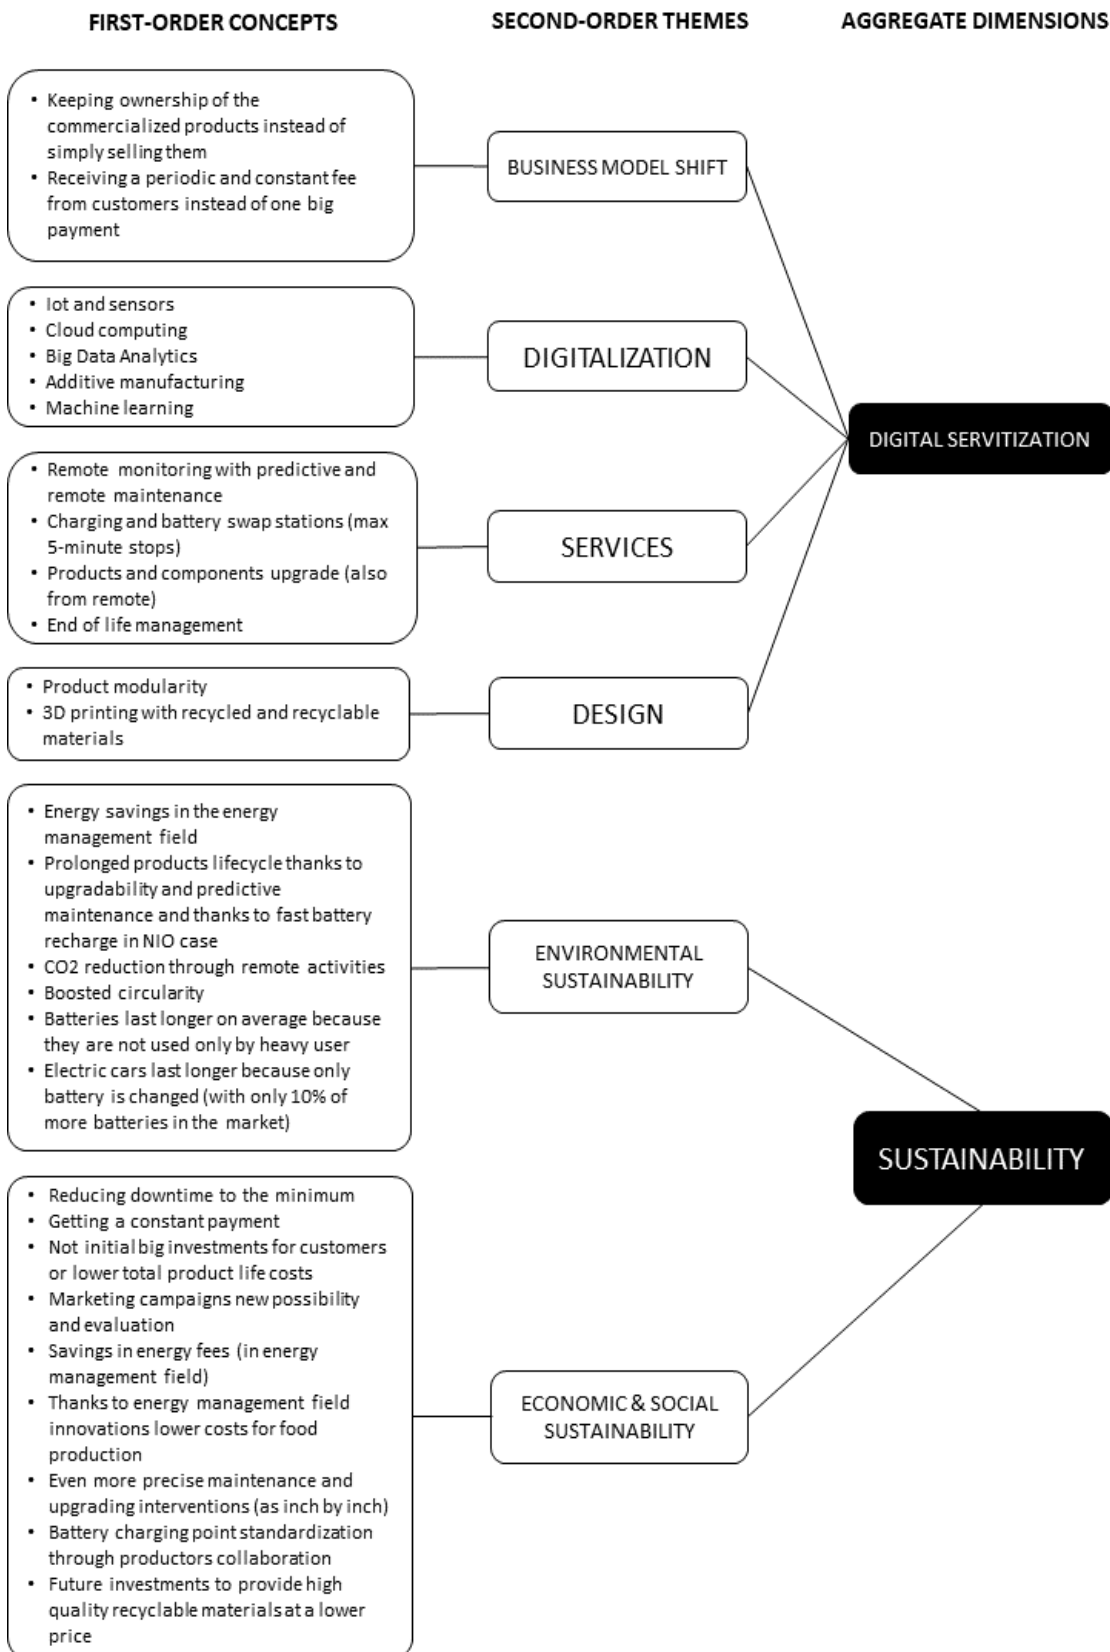 FIRST-ORDER CONCEPTS
SECOND-ORDER THEMES
AGGREGATE DIMENSIONS
• Keeping ownership of the
commercialized products instead of
simply selling them
• Receiving a periodic and constant fee
from customers instead of one big
payment
BUSINESS MODEL SHIFT
• Iot and sensors
• Cloud computing
• Big Data Analytics
• Additive manufacturing
• Machine learning
DIGITALIZATION
DIGITAL SERVITIZATION
• Remote monitoring with predictive and
remote maintenance
• Charging and battery swap stations (max
5-minute stops)
• Products and components upgrade (also
from remote)
• End of life management
SERVICES
• Product modularity
• 3D printing with recycled and recyclable
materials
DESIGN
• Energy savings in the energy
management field
• Prolonged products lifecycle thanks to
upgradability and predictive
maintenance and thanks to fast battery
recharge in NIO case
• CO2 reduction through remote activities
• Boosted circularity
• Batteries last longer on average because
they are not used only by heavy user
• Electric cars last longer because only
battery is changed (with only 10% of
more batteries in the market)
ENVIRONMENTAL
SUSTAINABILITY
SUSTAINABILITY
• Reducing downtime to the minimum
• Getting a constant payment
• Not initial big investments for customers
or lower total product life costs
• Marketing campaigns new possibility
and evaluation
• Savings in energy fees (in energy
management field)
• Thanks to energy management field
innovations lower costs for food
production
• Even more precise maintenance and
upgrading interventions (as inch by inch)
• Battery charging point standardization
through productors collaboration
• Future investments to provide high
quality recyclable materials at a lower
price
ECONOMIC & SOCIAL
SUSTAINABILITY